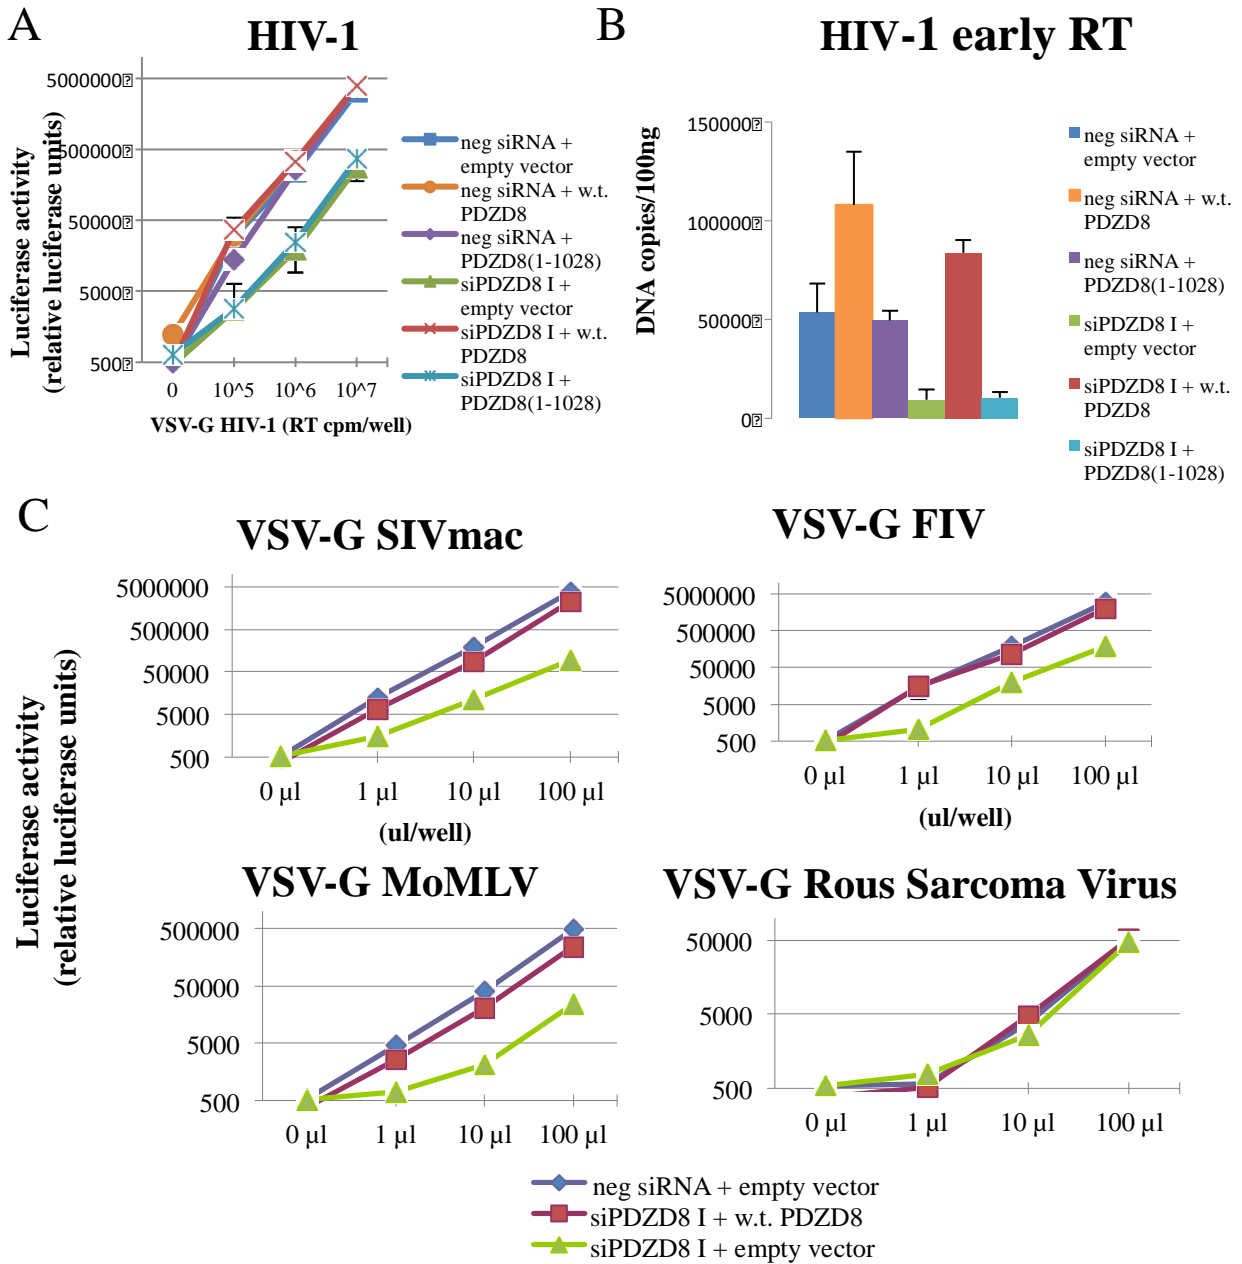 A
HIV-1
Luciferase activity
(relative luciferase units)
5000000
500000
50000
5000
500
0
10^5
10^6
10^7
VSV-G HIV-1 (RT cpm/well)
neg siRNA +
empty vector
neg siRNA + w.t.
PDZD8
neg siRNA +
PDZD8(1-1028)
siPDZD8 I +
empty vector
siPDZD8 I + w.t.
PDZD8
siPDZD8 I +
PDZD8(1-1028)
B
HIV-1 early RT
DNA copies/100ng
150000
100000
50000
0
neg siRNA +
empty vector
neg siRNA + w.t.
PDZD8
neg siRNA +
PDZD8(1-1028)
siPDZD8 I +
empty vector
siPDZD8 I + w.t.
PDZD8
siPDZD8 I +
PDZD8(1-1028)
C
Luciferase activity
(relative luciferase units)
VSV-G SIVmac
5000000
500000
50000
5000
500
0 µl
1 µl
10 µl
100 µl
(ul/well)
VSV-G FIV
5000000
500000
50000
5000
500
0 µl
1 µl
10 µl
100 µl
(ul/well)
VSV-G MoMLV
500000
50000
5000
500
0 µl
1 µl
10 µl
100 µl
VSV-G Rous Sarcoma Virus
50000
5000
500
0 µl
1 µl
10 µl
100 µl
neg siRNA + empty vector
siPDZD8 I + w.t. PDZD8
siPDZD8 I + empty vector